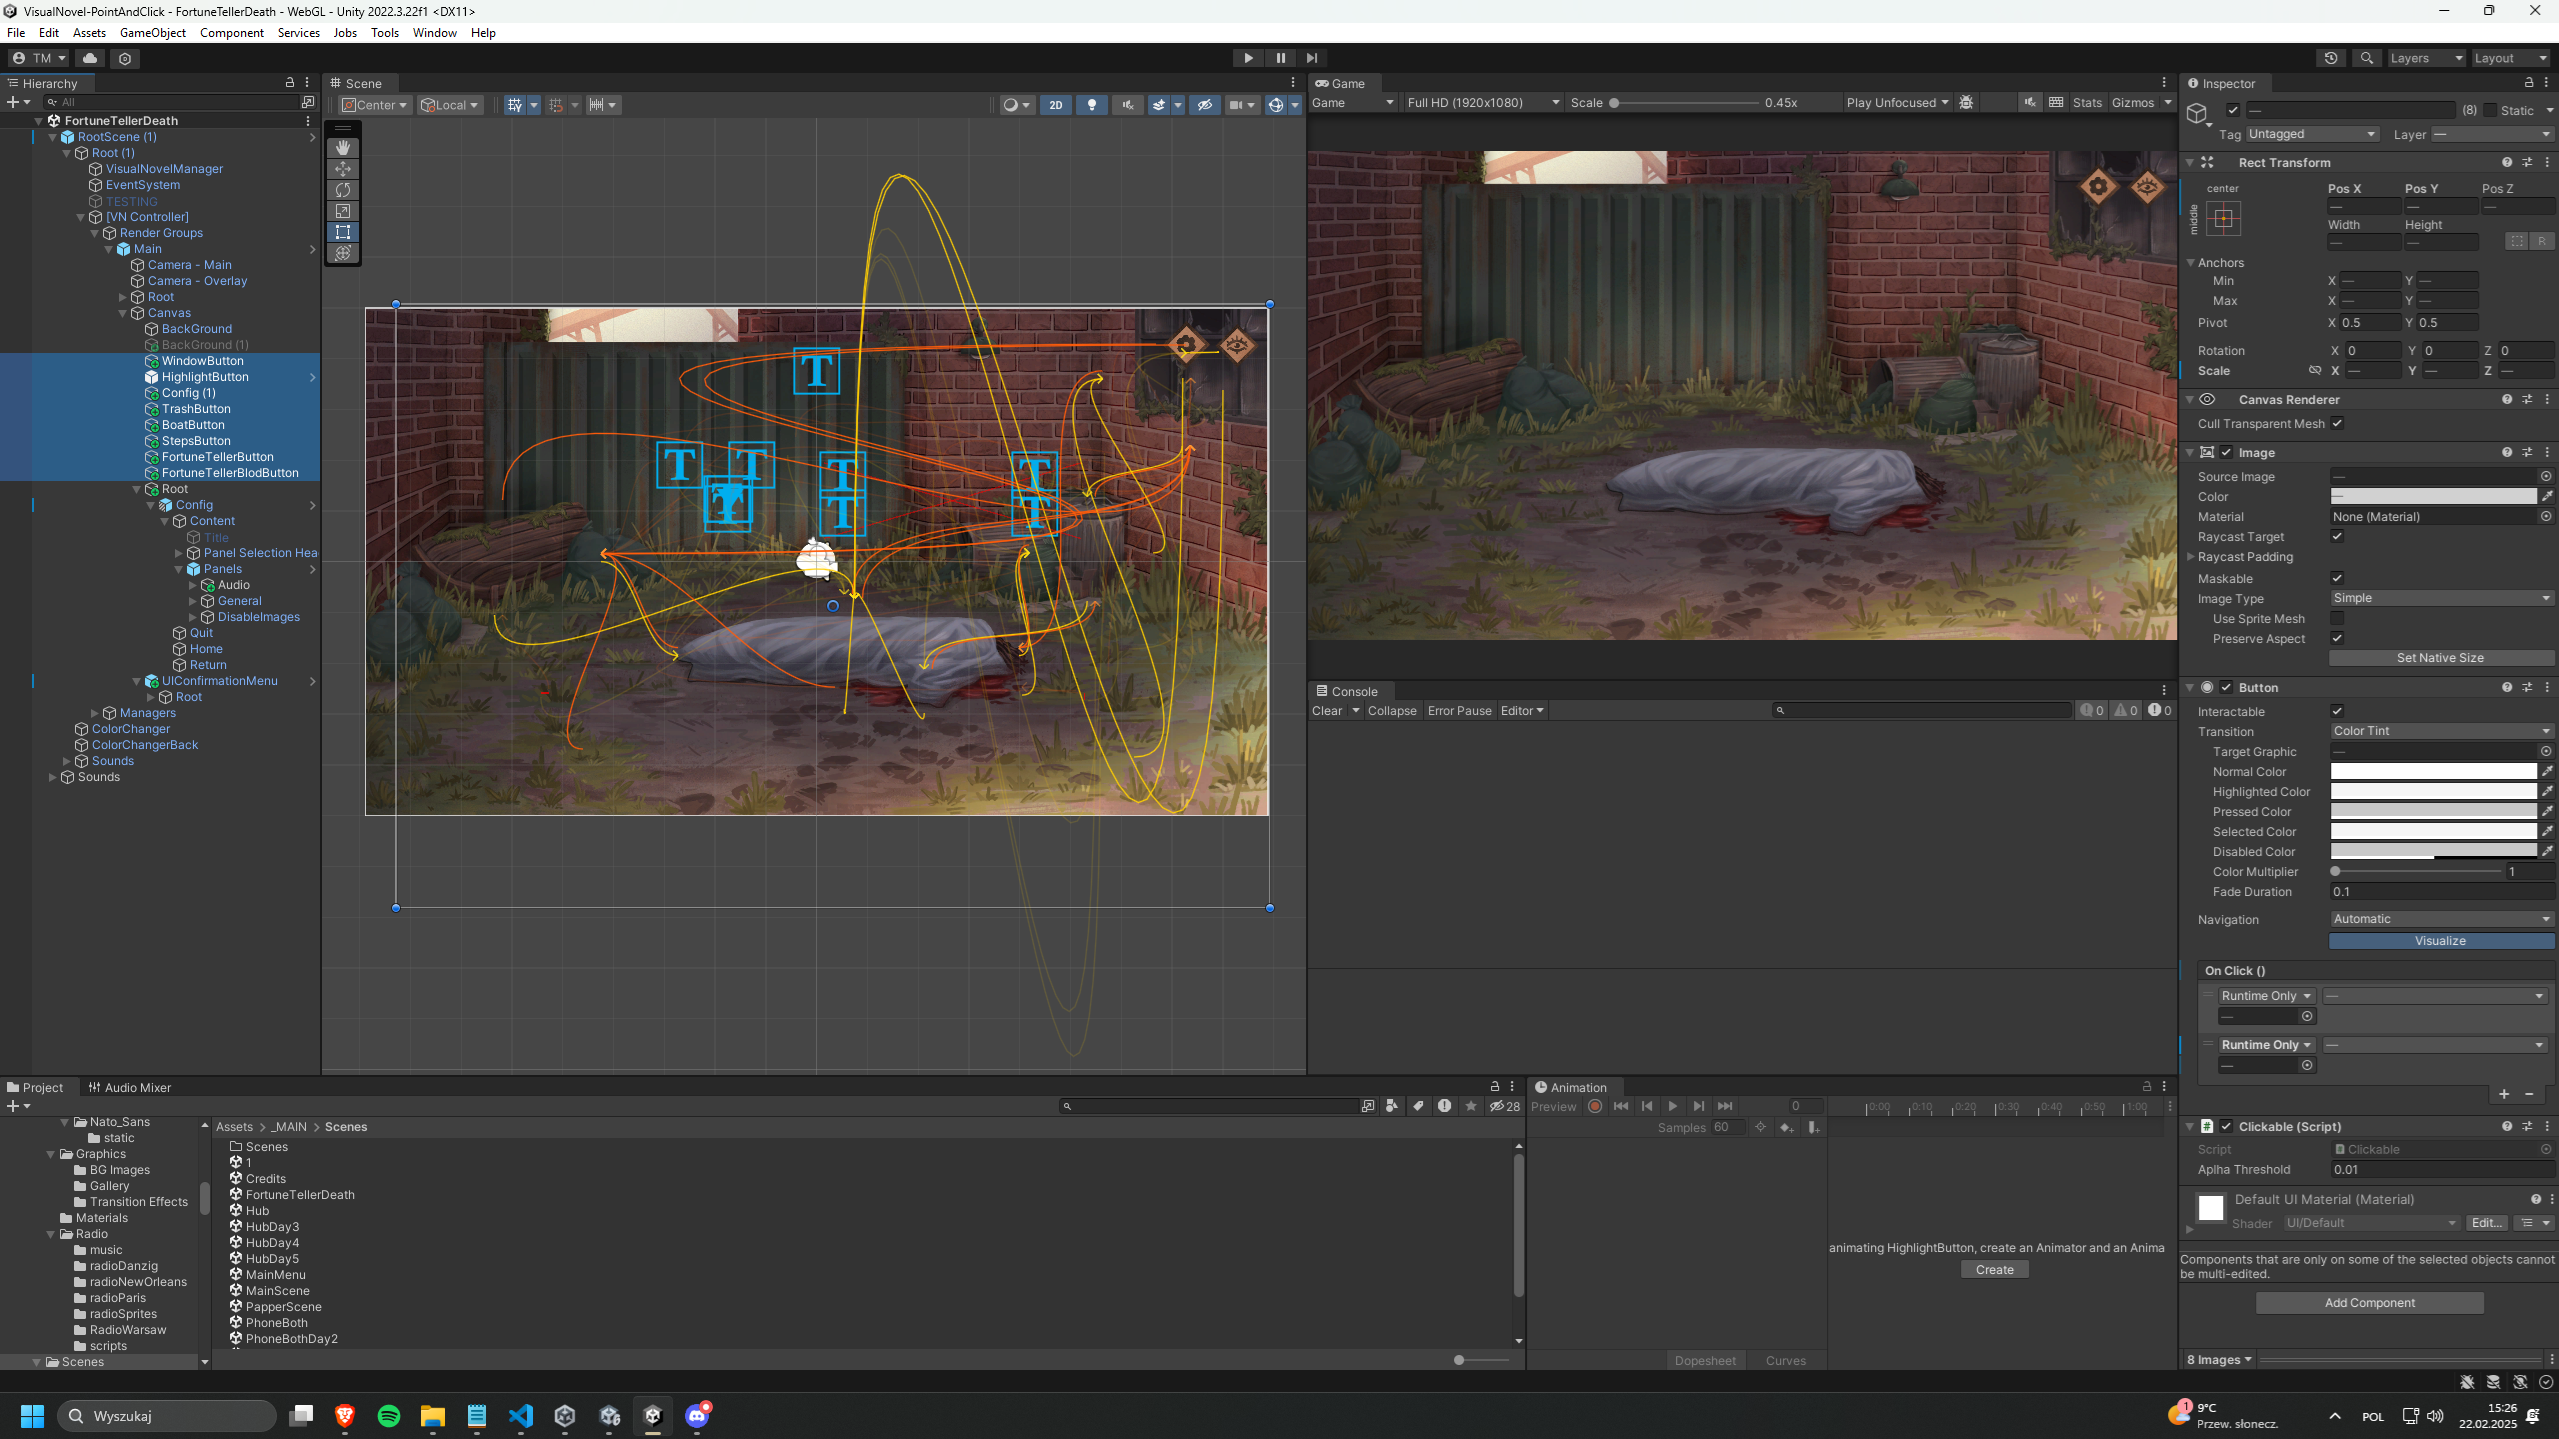 VisualNovel-PointAndClick - FortuneTellerDeath - WebGL - Unity 2022.3.22f1 <DX11>
File Edit Assets GameObject Component Services Jobs Tools Window Help
TM
Layers Layout
Hierarchy
All
FortuneTellerDeath
RootScene (1)
Root (1)
VisualNovelManager
EventSystem
TESTING
[VN Controller]
Render Groups
Main
Camera - Main
Camera - Overlay
Root
Canvas
BackGround
BackGround (1)
WindowButton
HighlightButton
Config (1)
TrashButton
BoatButton
StepsButton
FortuneTellerButton
FortuneTellerBlodButton
Root
Config
Content
Title
Panel Selection Hea
Panels
Audio
General
DisableImages
Quit
Home
Return
UIConfirmationMenu
Root
Managers
ColorChanger
ColorChangerBack
Sounds
Sounds
Scene
Center Local
2D
T
T T T T
T T T
Game
Game Full HD (1920x1080) Scale 0.45x Play Unfocused Stats Gizmos
Console
Clear Collapse Error Pause Editor 0 0 0
Inspector
— (8) Static
Tag Untagged Layer —
Rect Transform
center Pos X Pos Y Pos Z
middle — — —
Width Height
— — R
Anchors
Min X — Y —
Max X — Y —
Pivot X 0.5 Y 0.5
Rotation X 0 Y 0 Z 0
Scale X — Y — Z —
Canvas Renderer
Cull Transparent Mesh
Image
Source Image —
Color —
Material None (Material)
Raycast Target
Raycast Padding
Maskable
Image Type Simple
Use Sprite Mesh
Preserve Aspect
Set Native Size
Button
Interactable
Transition Color Tint
Target Graphic —
Normal Color
Highlighted Color
Pressed Color
Selected Color
Disabled Color
Color Multiplier 1
Fade Duration 0.1
Navigation Automatic
Visualize
On Click ()
Runtime Only —
—
Runtime Only —
—
+ −
Clickable (Script)
Script Clickable
Aplha Threshold 0.01
Default UI Material (Material)
Shader UI/Default Edit...
Components that are only on some of the selected objects cannot
be multi-edited.
Add Component
8 Images
Project Audio Mixer
28
Nato_Sans
static
Graphics
BG Images
Gallery
Transition Effects
Materials
Radio
music
radioDanzig
radioNewOrleans
radioParis
radioSprites
RadioWarsaw
scripts
Scenes
Assets > _MAIN > Scenes
Scenes
1
Credits
FortuneTellerDeath
Hub
HubDay3
HubDay4
HubDay5
MainMenu
MainScene
PapperScene
PhoneBoth
PhoneBothDay2
Animation
Preview 0 0:00 0:10 0:20 0:30 0:40 0:50 1:00
Samples 60
animating HighlightButton, create an Animator and an Anima
Create
Dopesheet Curves
Wyszukaj
1 9°C
Przew. słonecz.
POL
15:26
22.02.2025